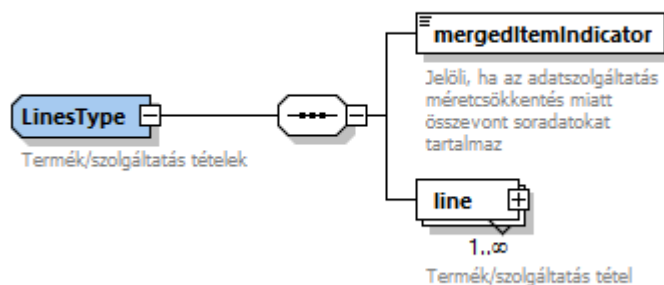 mergedItemIndicator
Jelöli, ha az adatszolgáltatás
méretcsökkentés miatt
összevont soradatokat
tartalmaz
LinesType
Termék/szolgáltatás tételek
line
1..∞
Termék/szolgáltatás tétel